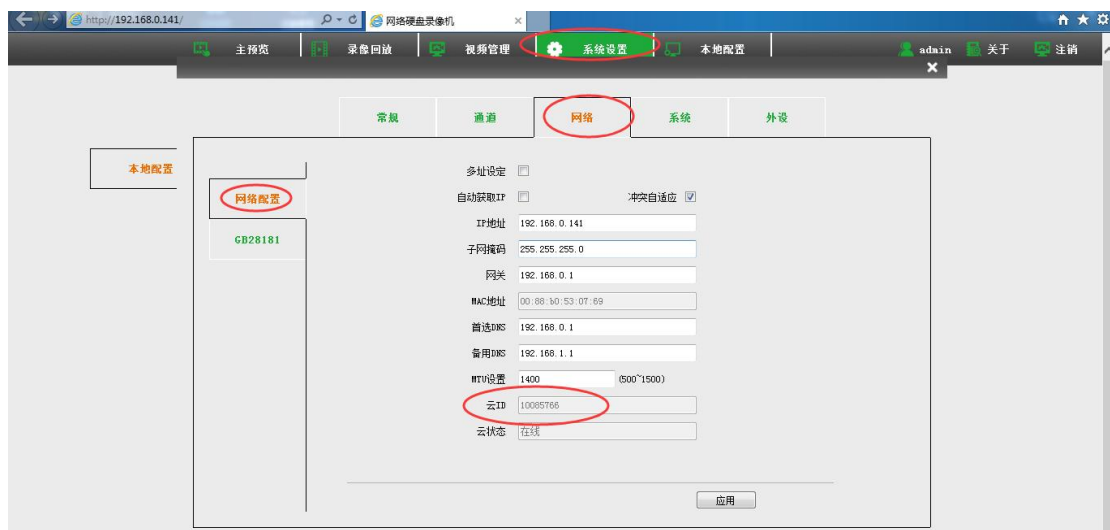 http://192.168.0.141/
网络硬盘录像机
主预览 录像回放 视频管理 系统设置 本地配置 admin 关于 注销
常规 通道 网络 系统 外设
本地配置
网络配置
GB28181
多址设定
自动获取IP 冲突自适应
IP地址 192.168.0.141
子网掩码 255.255.255.0
网关 192.168.0.1
MAC地址 00:88:b0:53:07:69
首选DNS 192.168.0.1
备用DNS 192.168.1.1
MTU设置 1400 (500~1500)
云ID 10085766
云状态 在线
应用